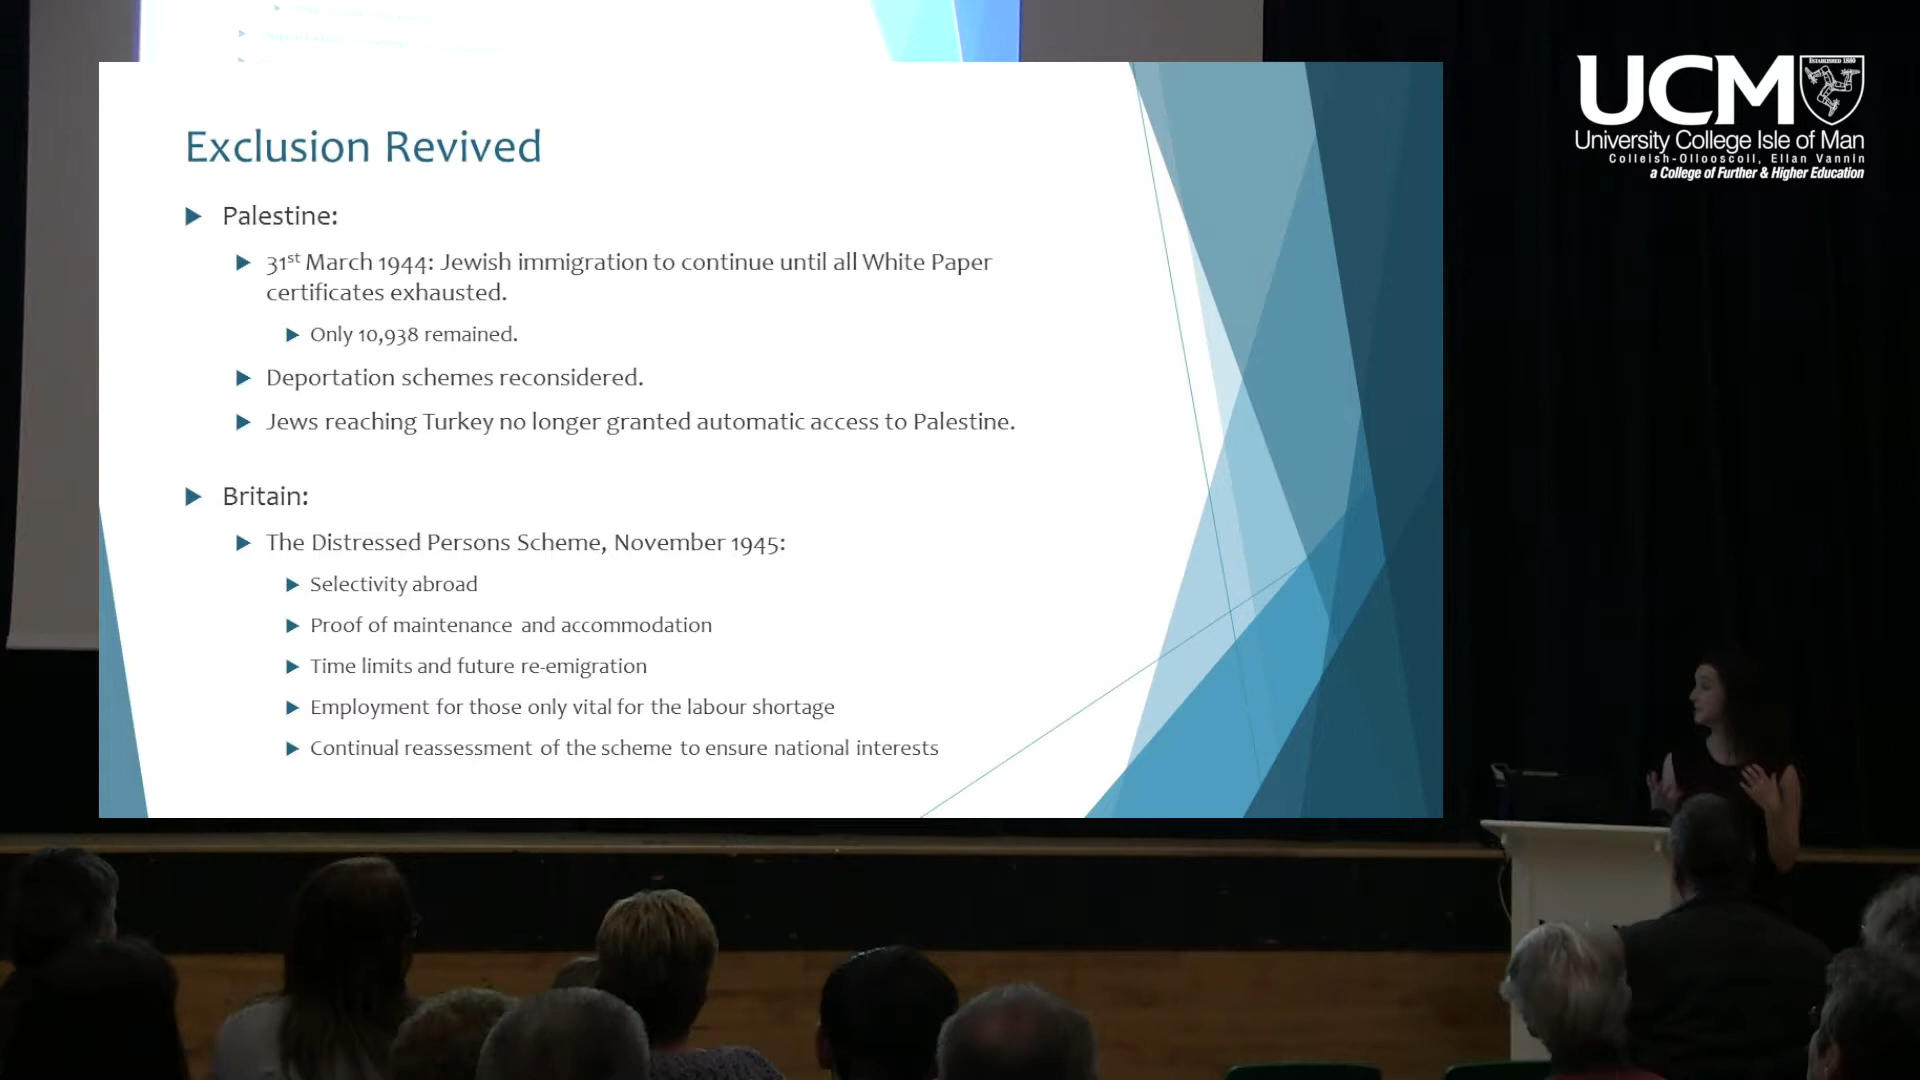 Exclusion Revived
Palestine:
31st March 1944: Jewish immigration to continue until all White Paper
certificates exhausted.
Only 10,938 remained.
Deportation schemes reconsidered.
Jews reaching Turkey no longer granted automatic access to Palestine.
Britain:
The Distressed Persons Scheme, November 1945:
Selectivity abroad
Proof of maintenance and accommodation
Time limits and future re-emigration
Employment for those only vital for the labour shortage
Continual reassessment of the scheme to ensure national interests
UCM
ESTABLISHED 1880
University College Isle of Man
Colleish-Ollooscoil, Ellan Vannin
a College of Further & Higher Education